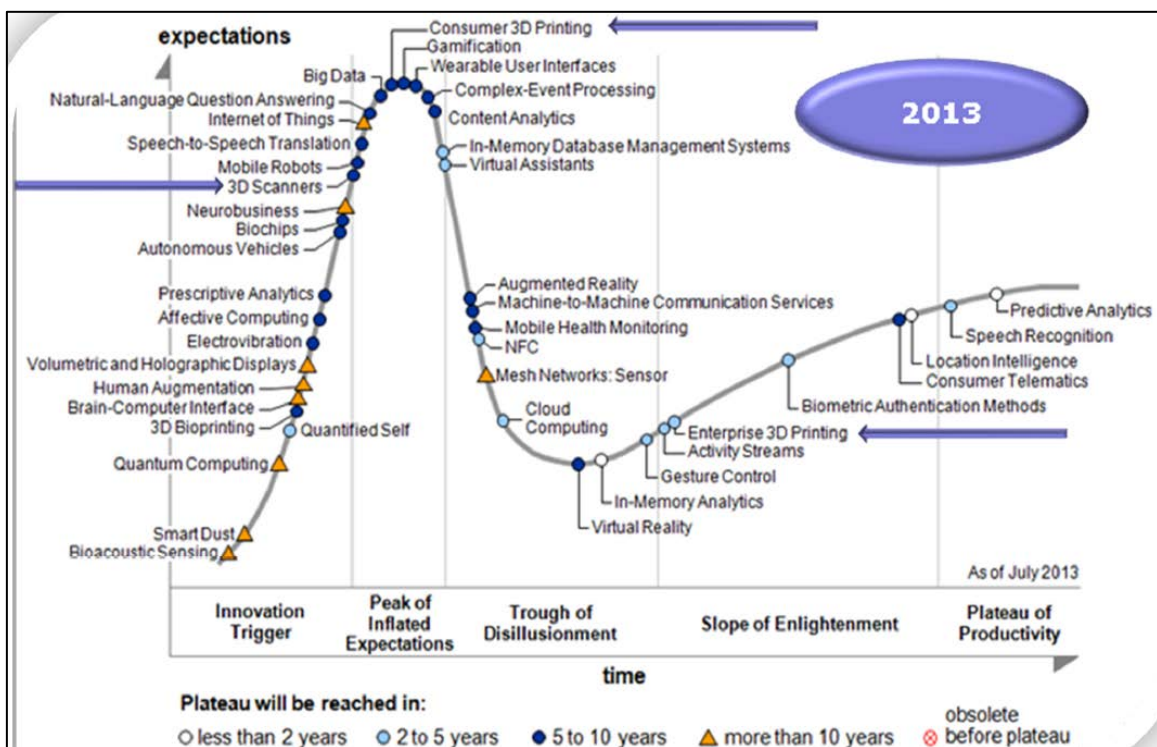 expectations
2013
Consumer 3D Printing
Gamification
Wearable User Interfaces
Big Data
Complex-Event Processing
Natural-Language Question Answering
Internet of Things
Content Analytics
Speech-to-Speech Translation
In-Memory Database Management Systems
Mobile Robots
Virtual Assistants
3D Scanners
Neurobusiness
Biochips
Autonomous Vehicles
Augmented Reality
Prescriptive Analytics
Machine-to-Machine Communication Services
Predictive Analytics
Affective Computing
Mobile Health Monitoring
Speech Recognition
Electrovibration
NFC
Location Intelligence
Volumetric and Holographic Displays
Mesh Networks: Sensor
Consumer Telematics
Human Augmentation
Brain-Computer Interface
Cloud
Computing
Biometric Authentication Methods
3D Bioprinting
Quantified Self
Enterprise 3D Printing
Activity Streams
Quantum Computing
Gesture Control
In-Memory Analytics
Virtual Reality
Smart Dust
Bioacoustic Sensing
As of July 2013
Innovation
Trigger
Peak of
Inflated
Expectations
Trough of
Disillusionment
Slope of Enlightenment
Plateau of
Productivity
time
Plateau will be reached in:
less than 2 years
2 to 5 years
5 to 10 years
more than 10 years
obsolete
before plateau